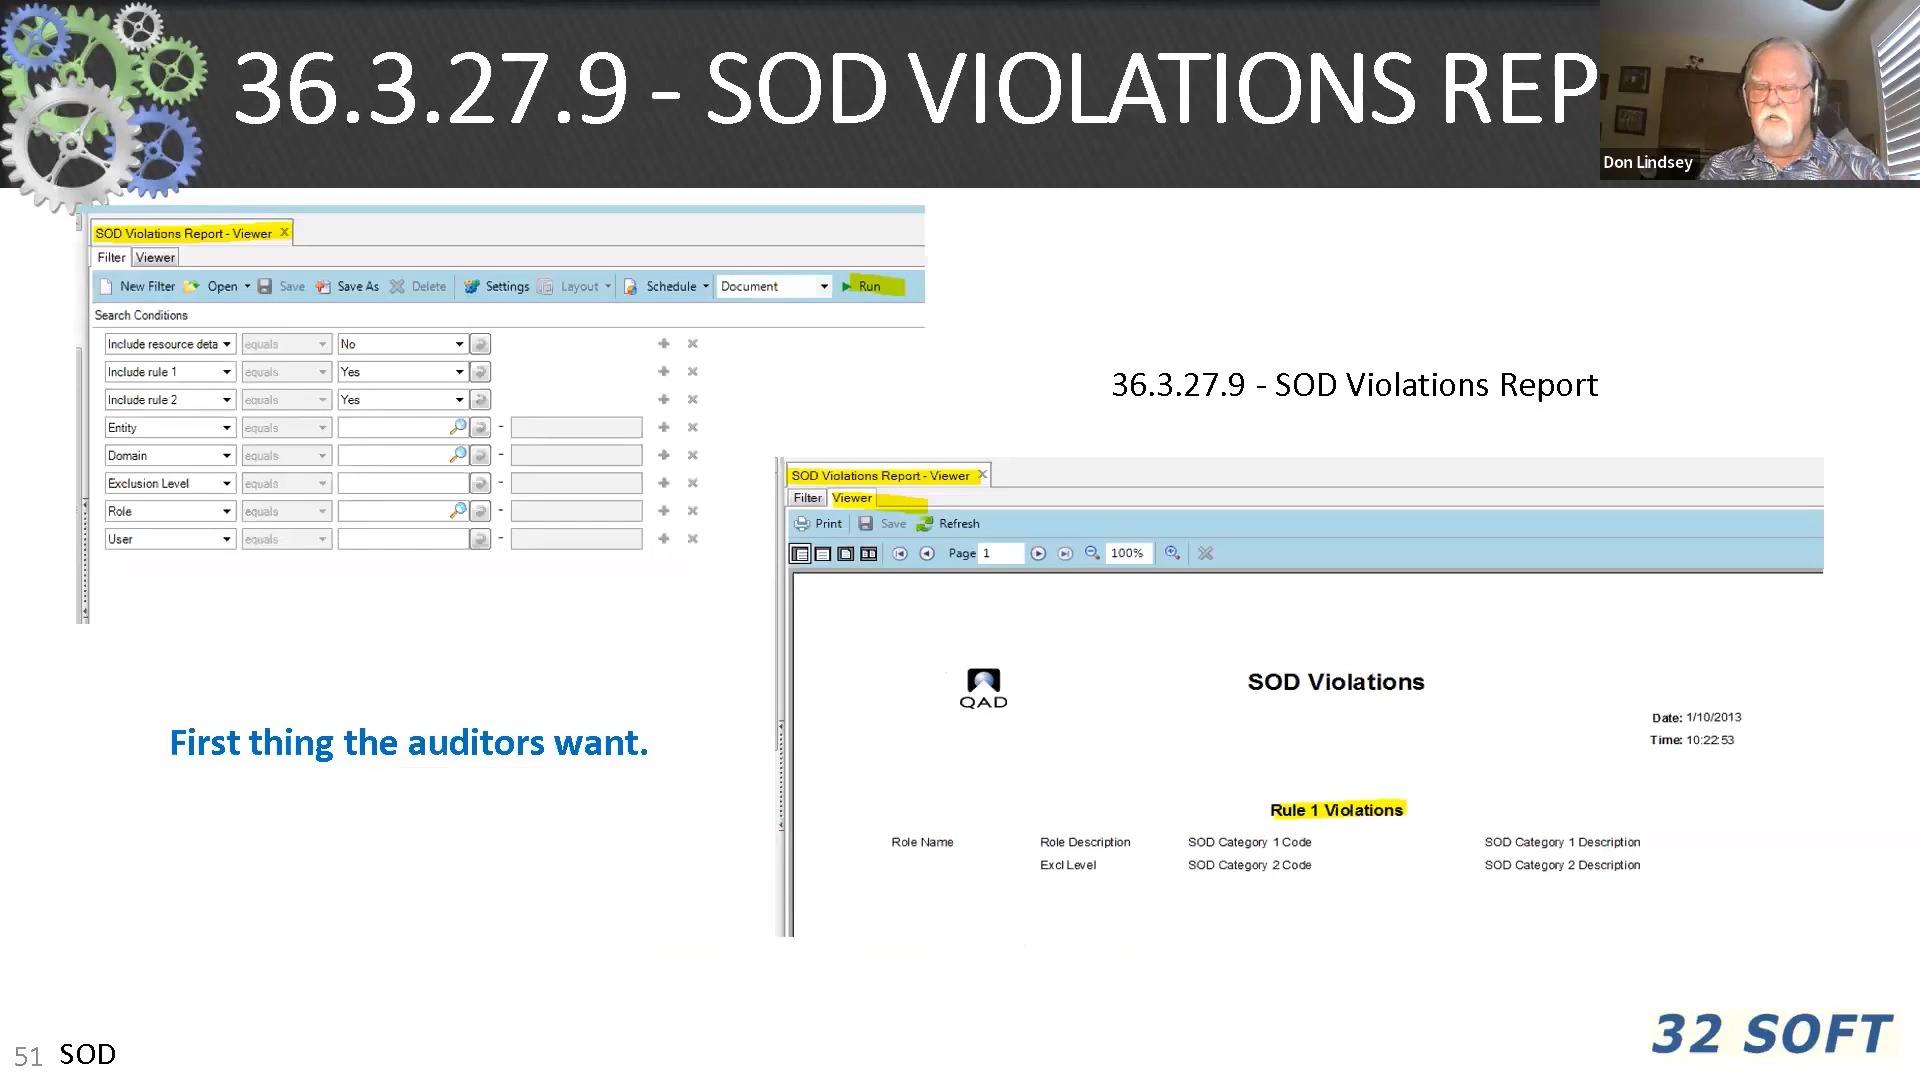 36.3.27.9 - SOD VIOLATIONS REP
Don Lindsey
SOD Violations Report - Viewer
Filter Viewer
New Filter Open Save Save As Delete Settings Layout Schedule Document Run
Search Conditions
Include resource deta equals No
Include rule 1 equals Yes
Include rule 2 equals Yes
Entity equals -
Domain equals -
Exclusion Level equals -
Role equals -
User equals -
36.3.27.9 - SOD Violations Report
SOD Violations Report - Viewer
Filter Viewer
Print Save Refresh
Page 1 100%
QAD
SOD Violations
Date: 1/10/2013
Time: 10:22:53
First thing the auditors want.
Rule 1 Violations
Role Name Role Description SOD Category 1 Code SOD Category 1 Description
Excl Level SOD Category 2 Code SOD Category 2 Description
32 SOFT
51 SOD